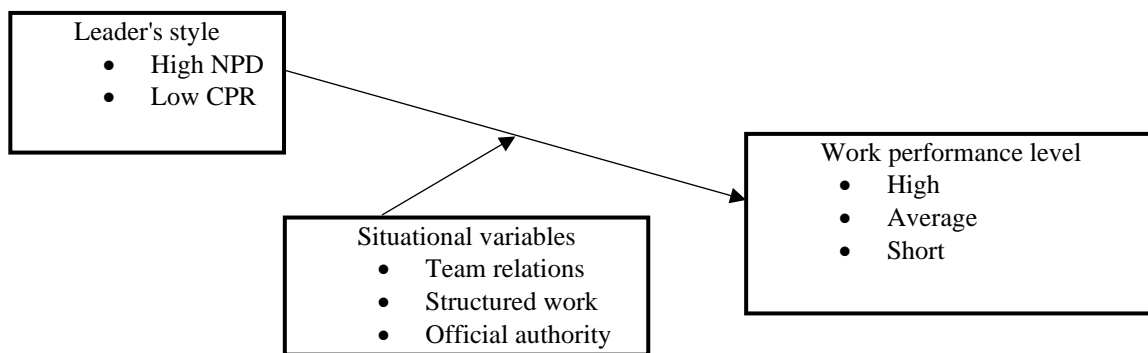 Leader's style
• High NPD
• Low CPR
Work performance level
• High
• Average
• Short
Situational variables
• Team relations
• Structured work
• Official authority